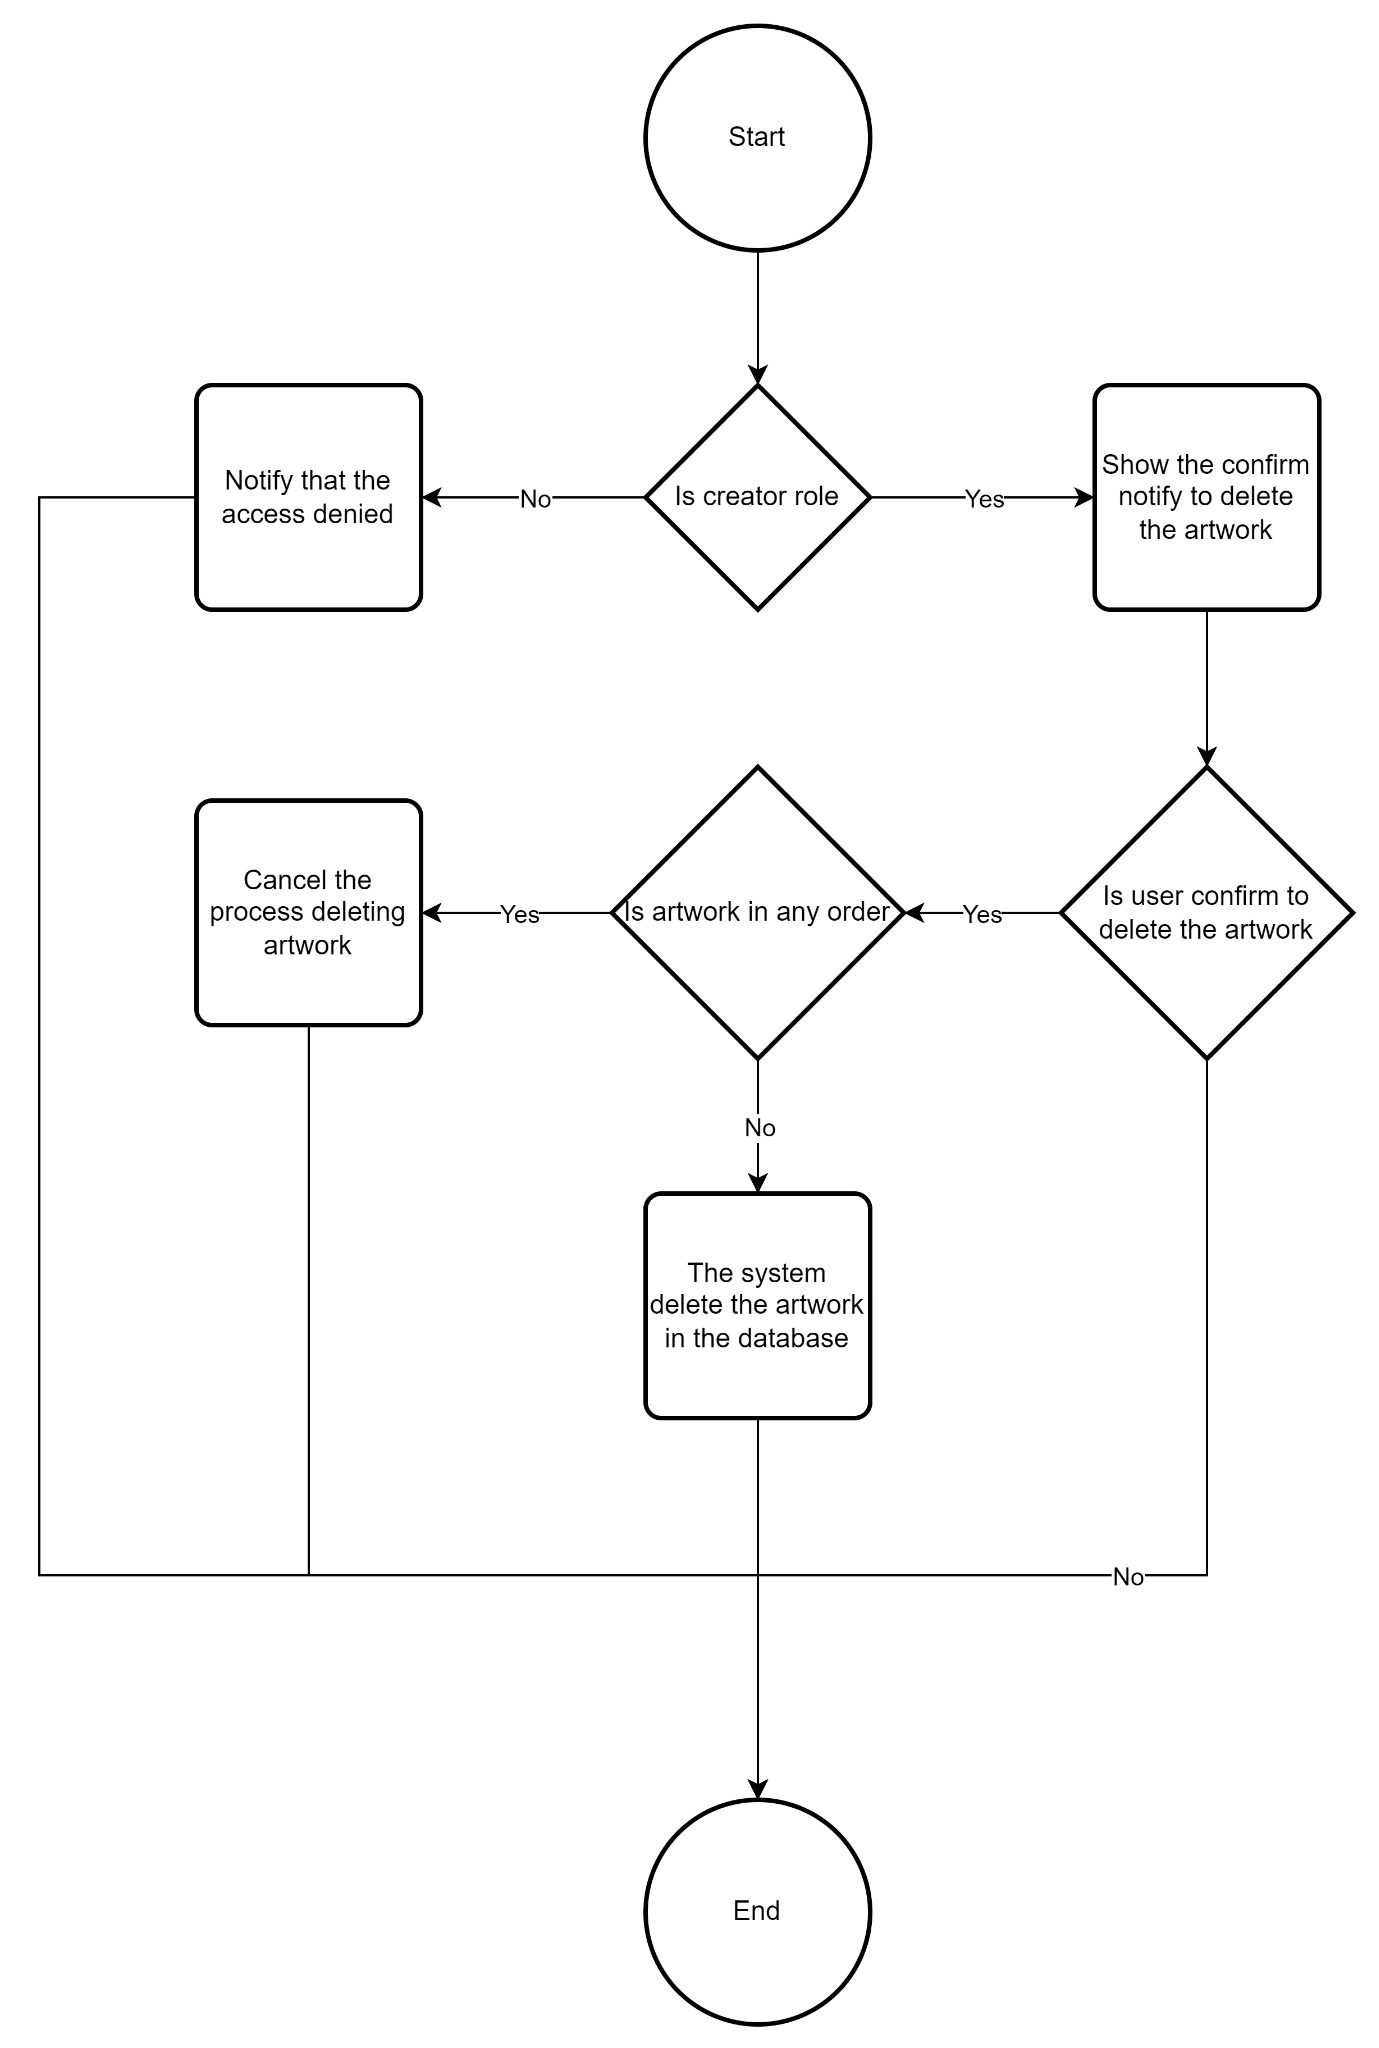 Start
Notify that the
access denied
No
Is creator role
Yes
Show the confirm
notify to delete
the artwork
Cancel the
process deleting
artwork
Yes
Is artwork in any order
Yes
Is user confirm to
delete the artwork
No
The system
delete the artwork
in the database
No
End